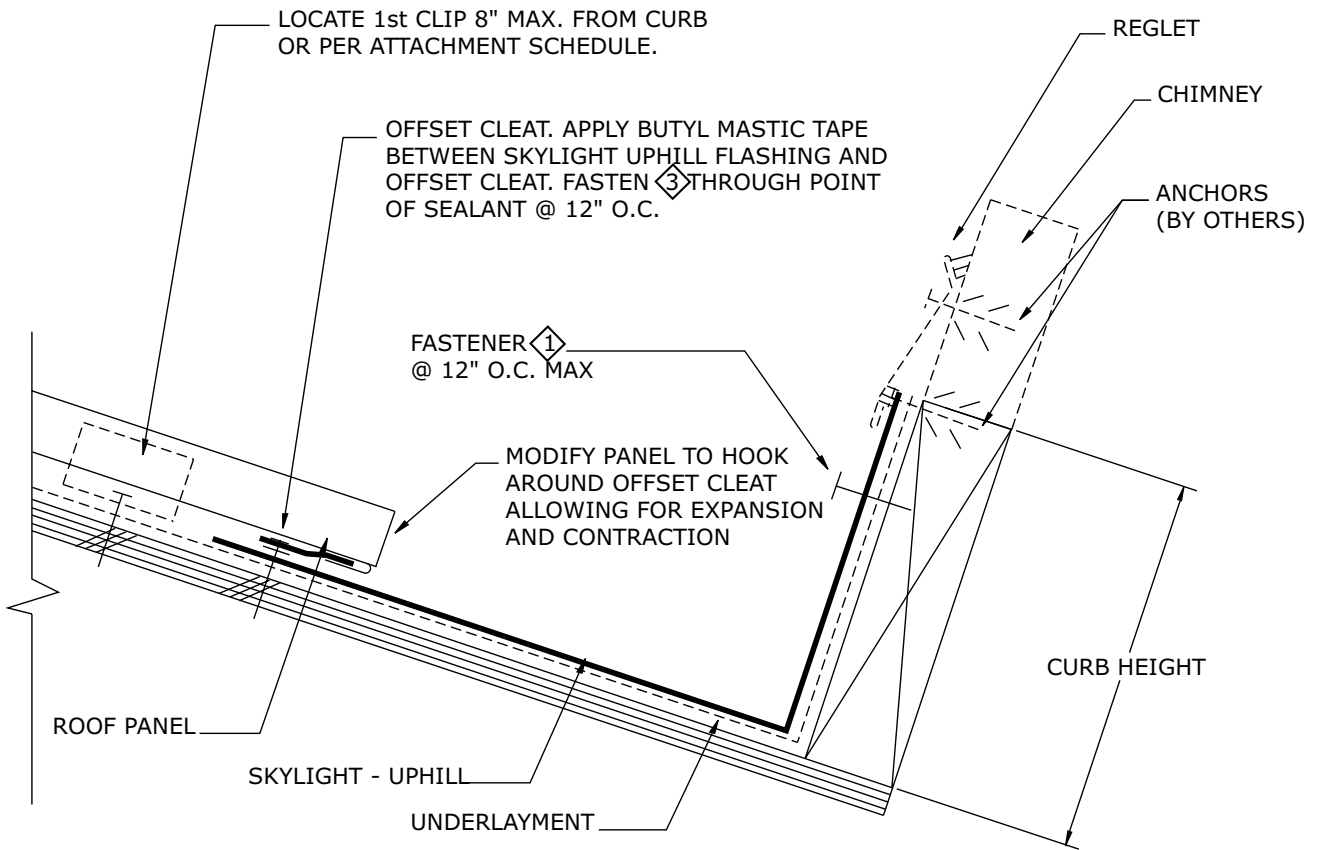 LOCATE 1st CLIP 8" MAX. FROM CURB
OR PER ATTACHMENT SCHEDULE.
REGLET
CHIMNEY
OFFSET CLEAT. APPLY BUTYL MASTIC TAPE
BETWEEN SKYLIGHT UPHILL FLASHING AND
OFFSET CLEAT. FASTEN 3 THROUGH POINT
OF SEALANT @ 12" O.C.
ANCHORS
(BY OTHERS)
FASTENER 1
@ 12" O.C. MAX
MODIFY PANEL TO HOOK
AROUND OFFSET CLEAT
ALLOWING FOR EXPANSION
AND CONTRACTION
CURB HEIGHT
ROOF PANEL
SKYLIGHT - UPHILL
UNDERLAYMENT